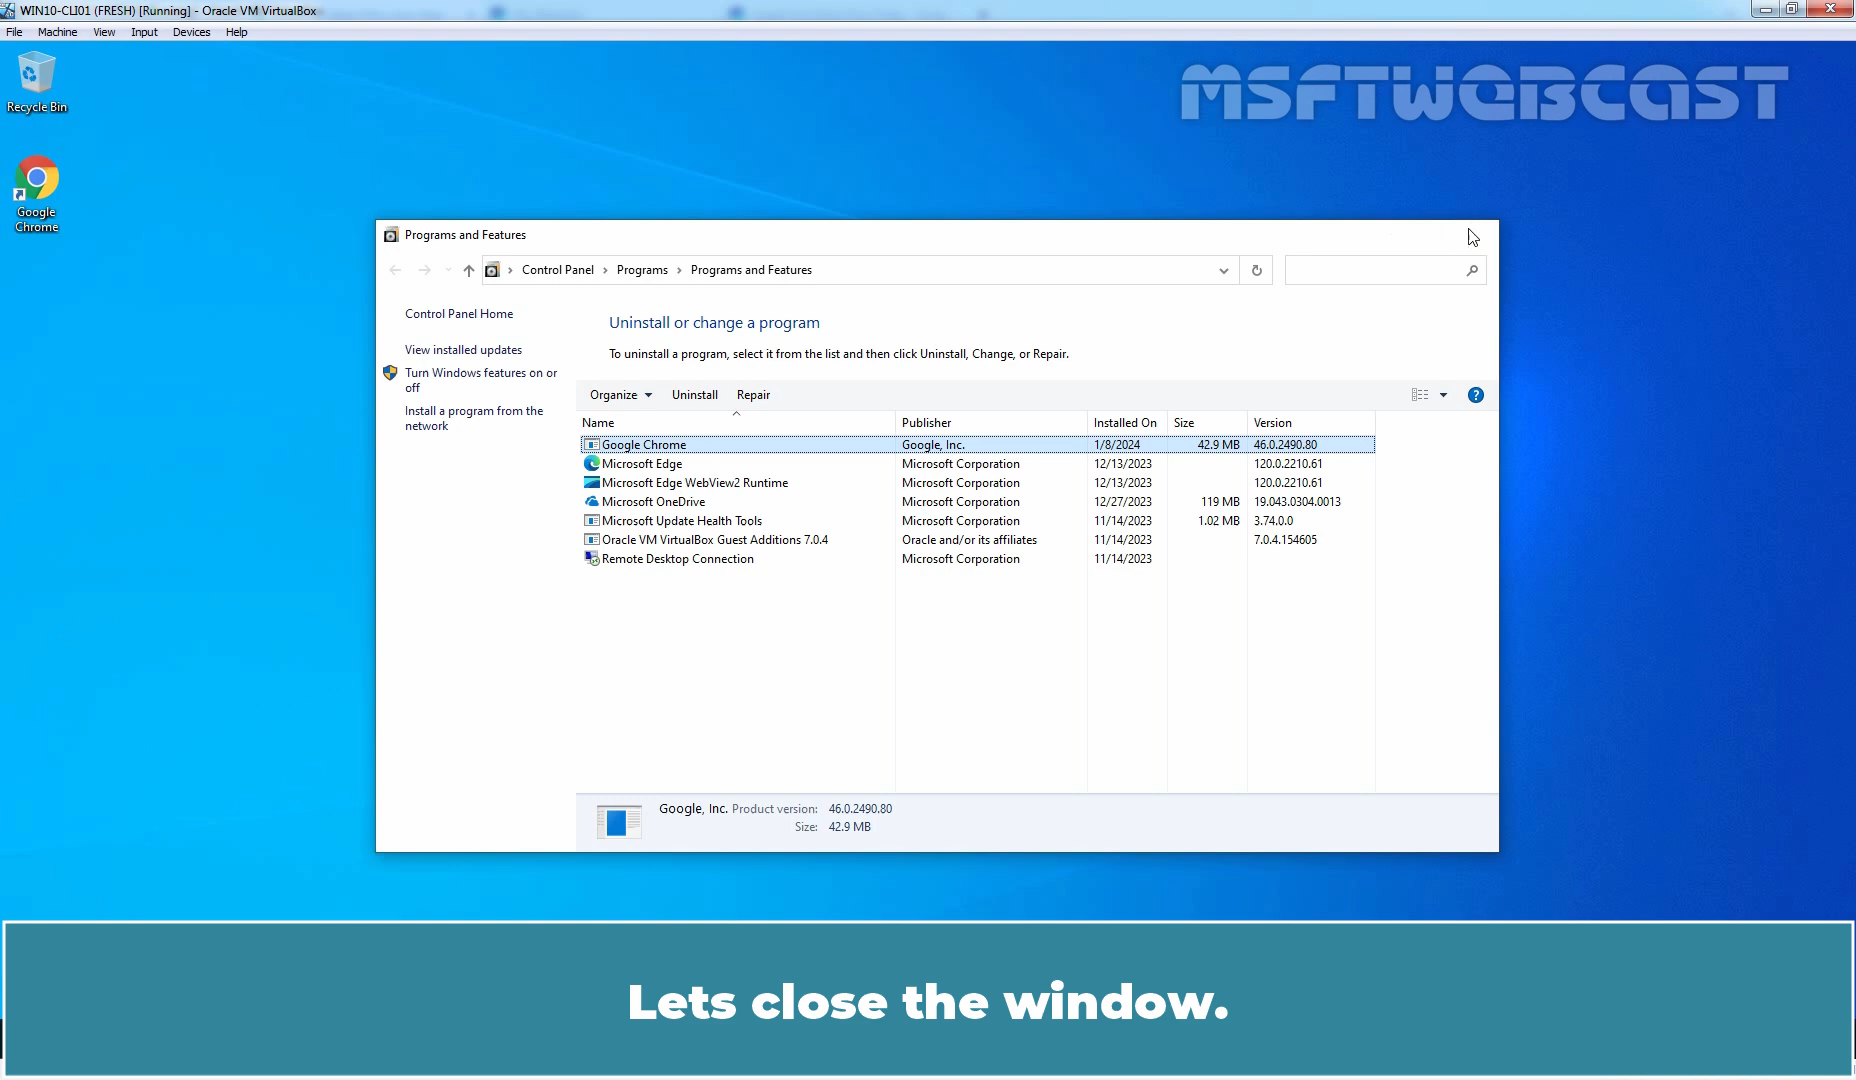 WIN10-CLI01 (FRESH) [Running] - Oracle VM VirtualBox
File Machine View Input Devices Help
MSFTWEBCAST
Recycle Bin
Google
Chrome
Programs and Features
Control Panel > Programs > Programs and Features
Control Panel Home
View installed updates
Turn Windows features on or
off
Install a program from the
network
Uninstall or change a program
To uninstall a program, select it from the list and then click Uninstall, Change, or Repair.
Organize Uninstall Repair
Name Publisher Installed On Size Version
Google Chrome Google, Inc. 1/8/2024 42.9 MB 46.0.2490.80
Microsoft Edge Microsoft Corporation 12/13/2023 120.0.2210.61
Microsoft Edge WebView2 Runtime Microsoft Corporation 12/13/2023 120.0.2210.61
Microsoft OneDrive Microsoft Corporation 12/27/2023 119 MB 19.043.0304.0013
Microsoft Update Health Tools Microsoft Corporation 11/14/2023 1.02 MB 3.74.0.0
Oracle VM VirtualBox Guest Additions 7.0.4 Oracle and/or its affiliates 11/14/2023 7.0.4.154605
Remote Desktop Connection Microsoft Corporation 11/14/2023
Google, Inc. Product version: 46.0.2490.80
Size: 42.9 MB
Lets close the window.